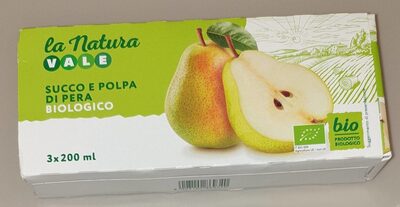 la Natura
VALE
SUCCO E POLPA
DI PERA
BIOLOGICO
3x200 ml
bio
PRODOTTO
BIOLOGICO